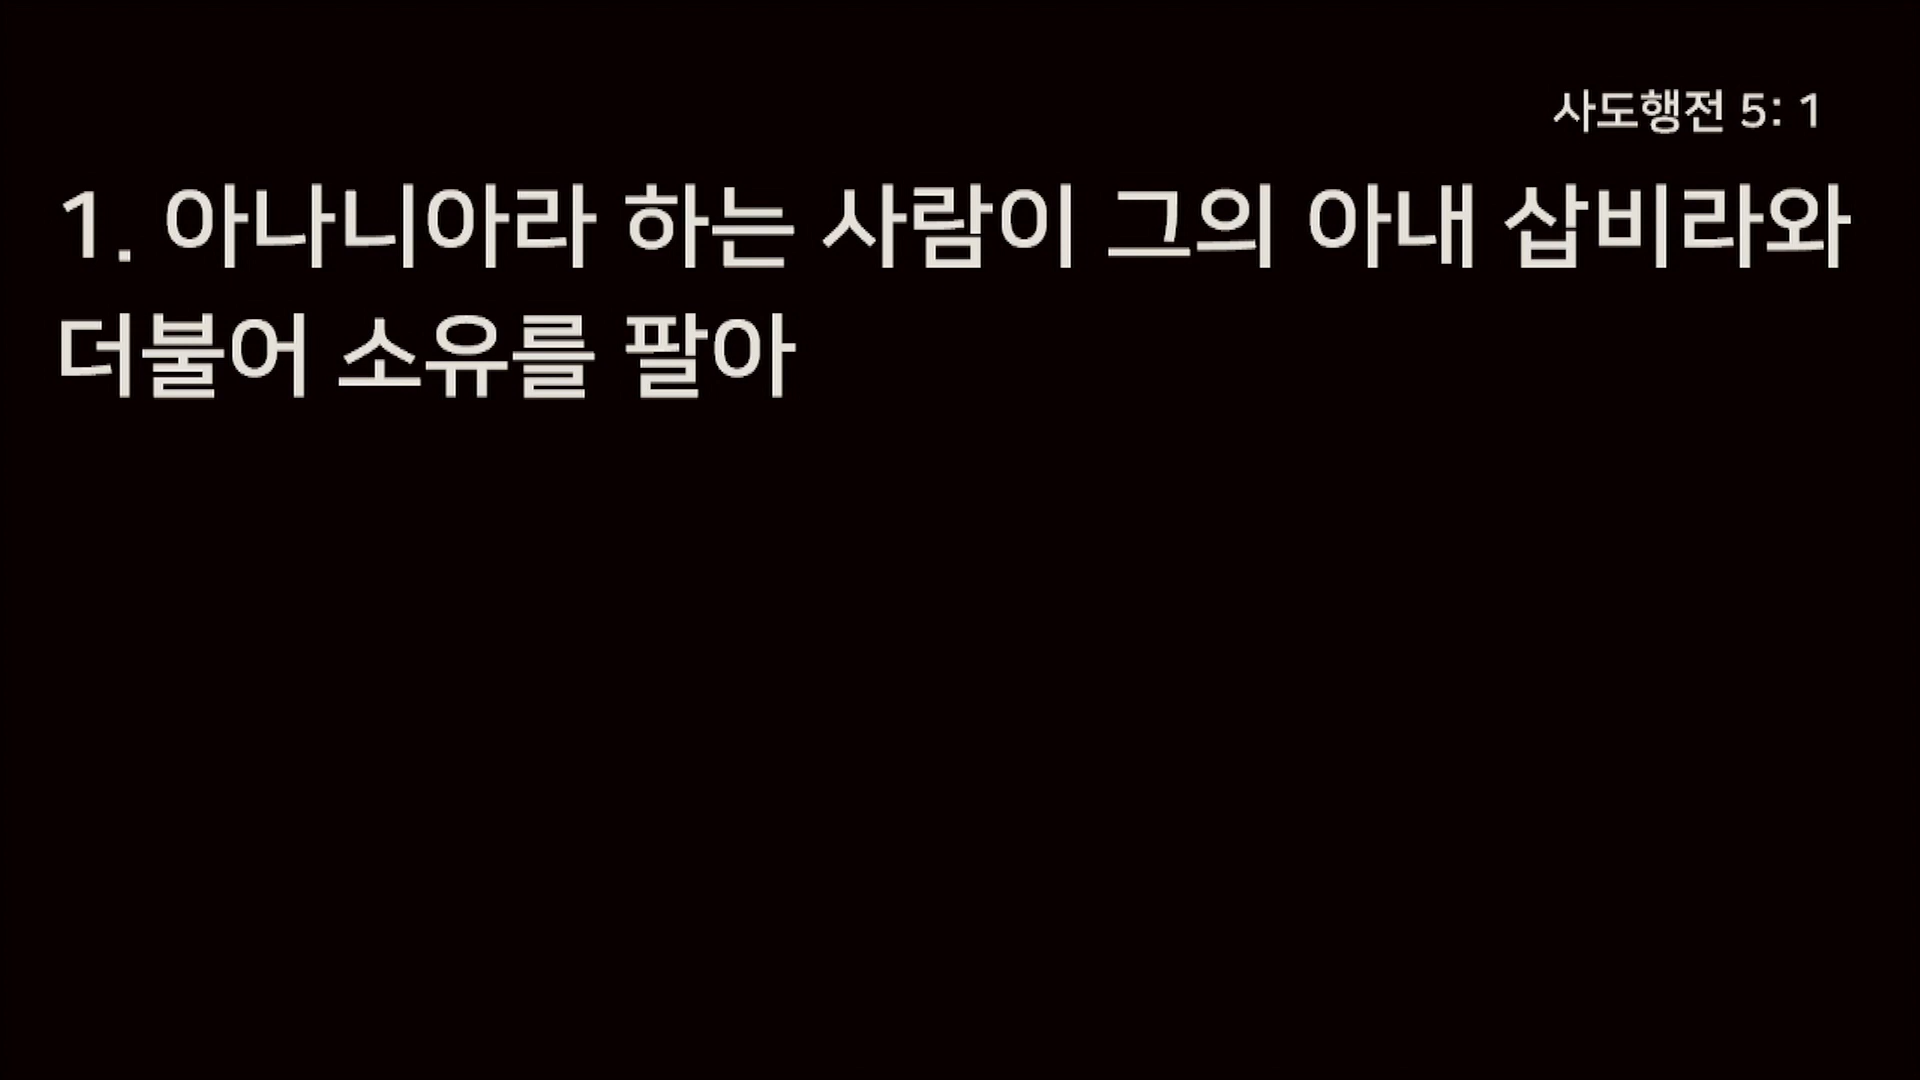 사도행전 5: 1
1. 아나니아라 하는 사람이 그의 아내 삽비라와
더불어 소유를 팔아